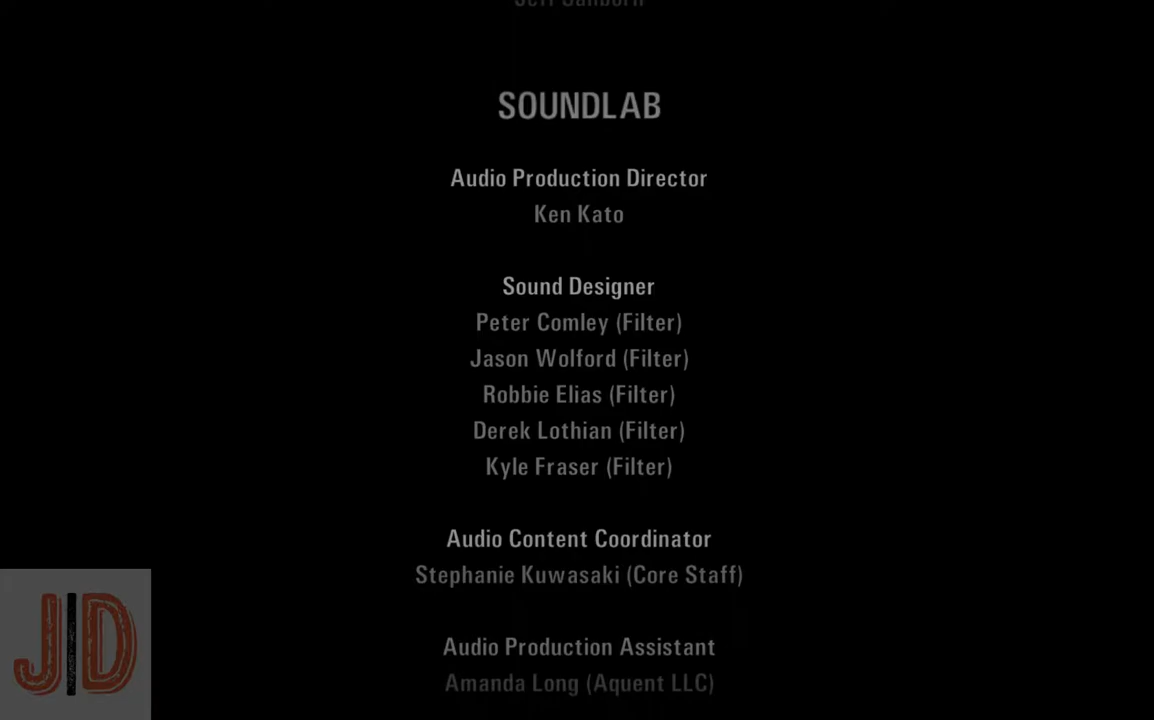 SOUNDLAB
Audio Production Director
Ken Kato
Sound Designer
Peter Comley (Filter)
Jason Wolford (Filter)
Robbie Elias (Filter)
Derek Lothian (Filter)
Kyle Fraser (Filter)
Audio Content Coordinator
Stephanie Kuwasaki (Core Staff)
Audio Production Assistant
Amanda Long (Aquent LLC)
J|D